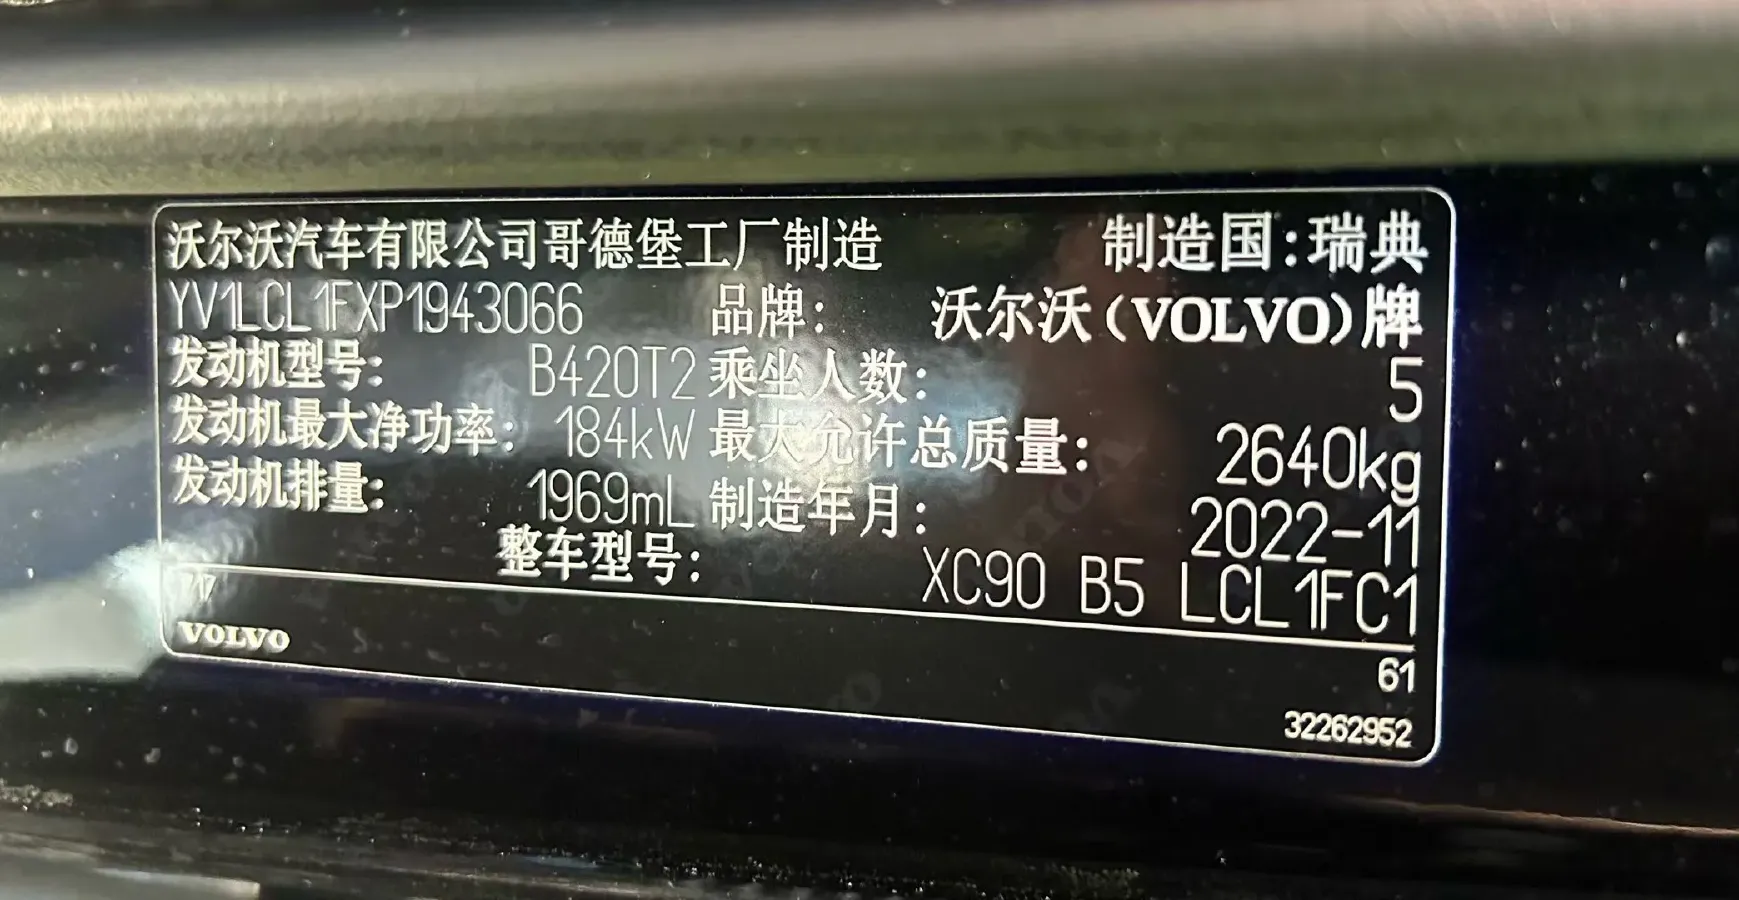 沃尔沃汽车有限公司哥德堡工厂制造 制造国:瑞典
YV1LCL1FXP1943066 品牌: 沃尔沃(VOLVO)牌
发动机型号: B420T2 乘坐人数: 5
发动机最大净功率: 184kW 最大允许总质量: 2640kg
发动机排量: 1969mL 制造年月: 2022-11
整车型号: XC90 B5 LCL1FC1
717
VOLVO
61
32262952